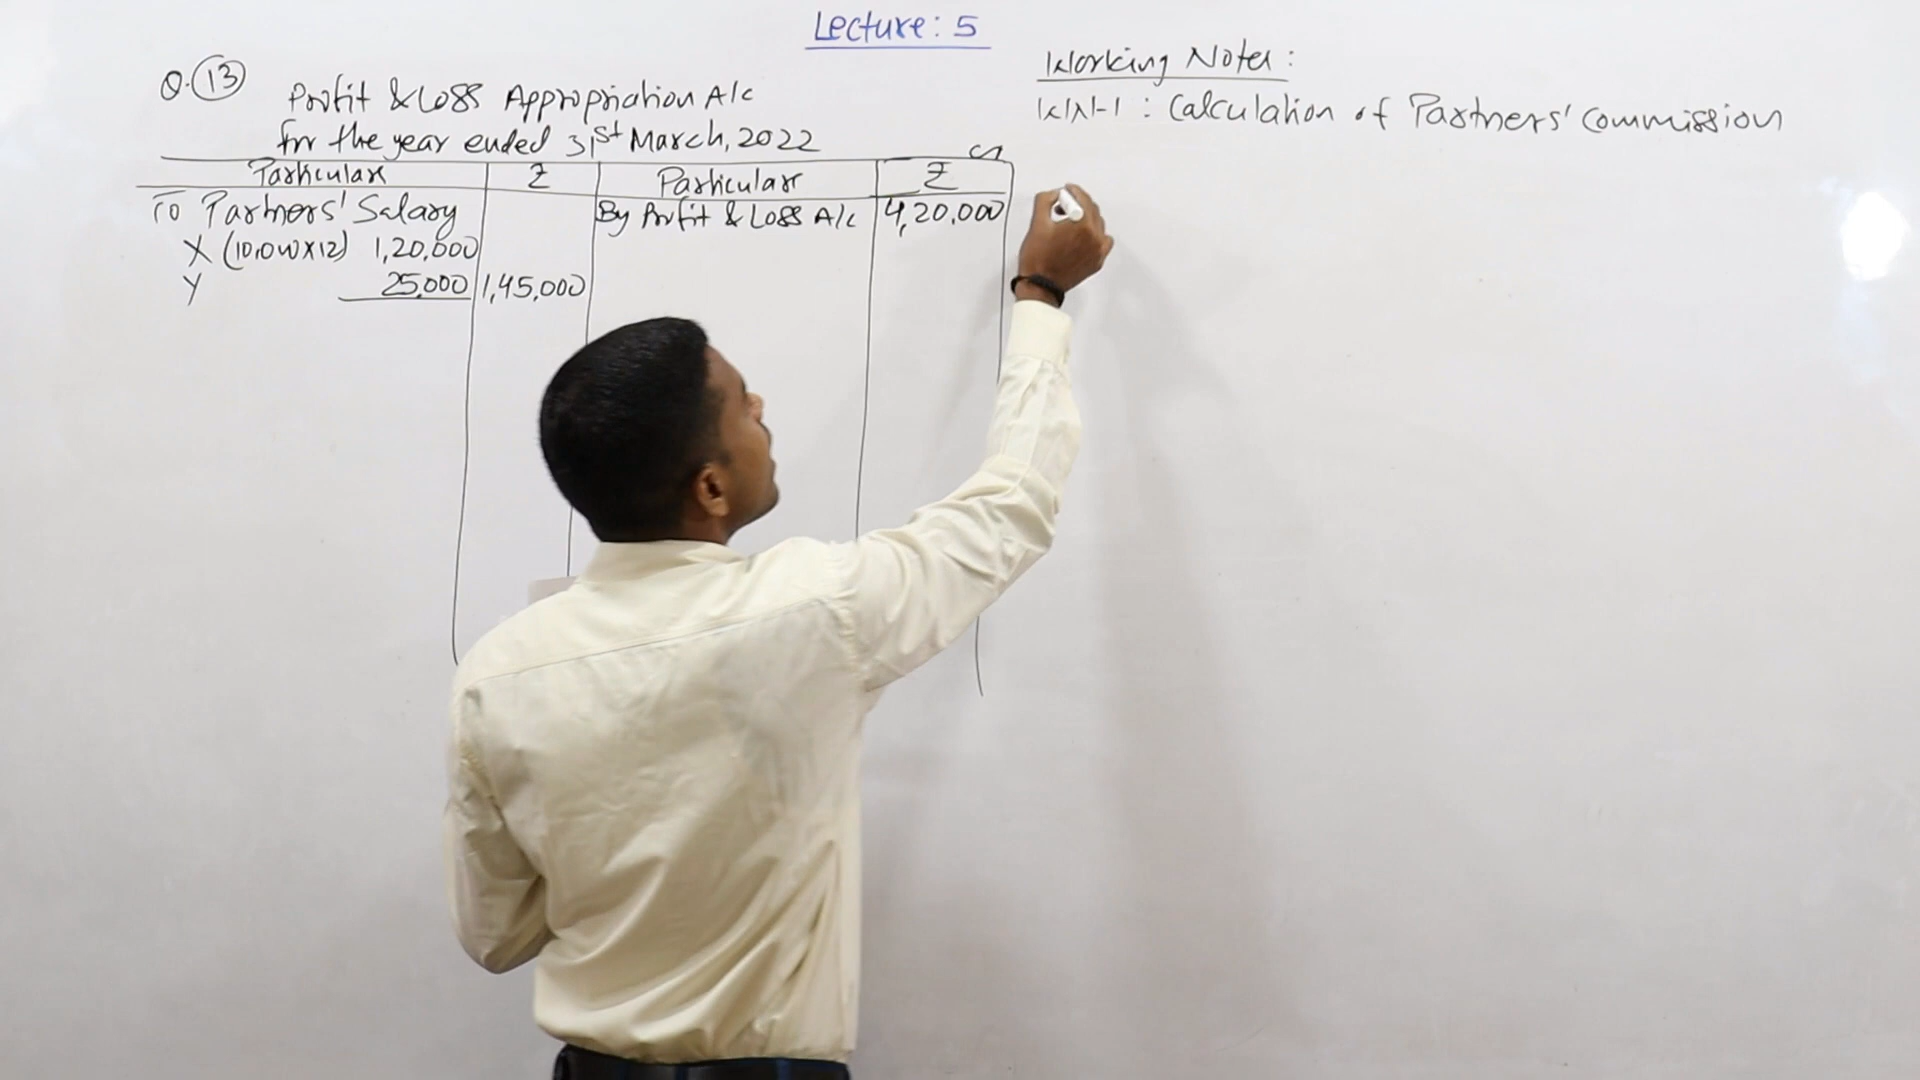 Lecture: 5
Q.13
Profit & Loss Appropriation A/c
for the year ended 31st March, 2022
Cr
Particulars ₹ Particulars ₹
To Partners' Salary By Profit & Loss A/c 4,20,000
X (10,000x12) 1,20,000
Y 25,000 1,45,000
Working Notes:
WN-1: Calculation of Partners' Commission